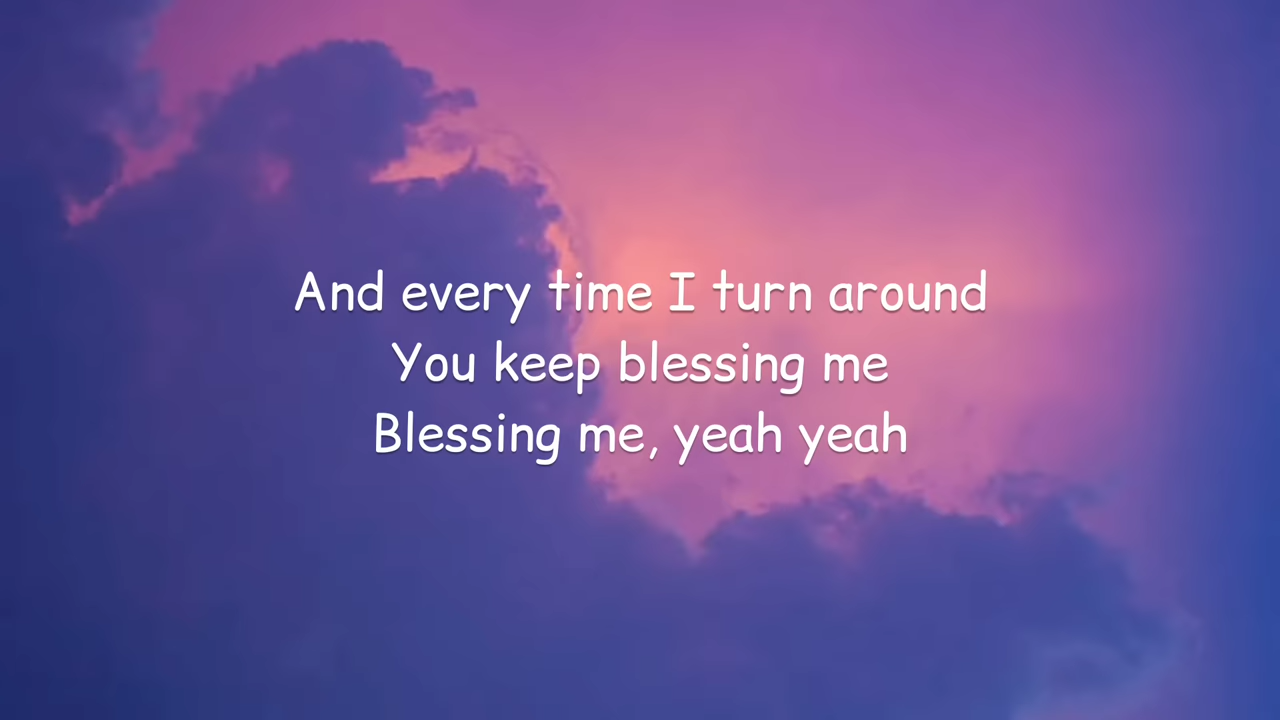 And every time I turn around
You keep blessing me
Blessing me, yeah yeah